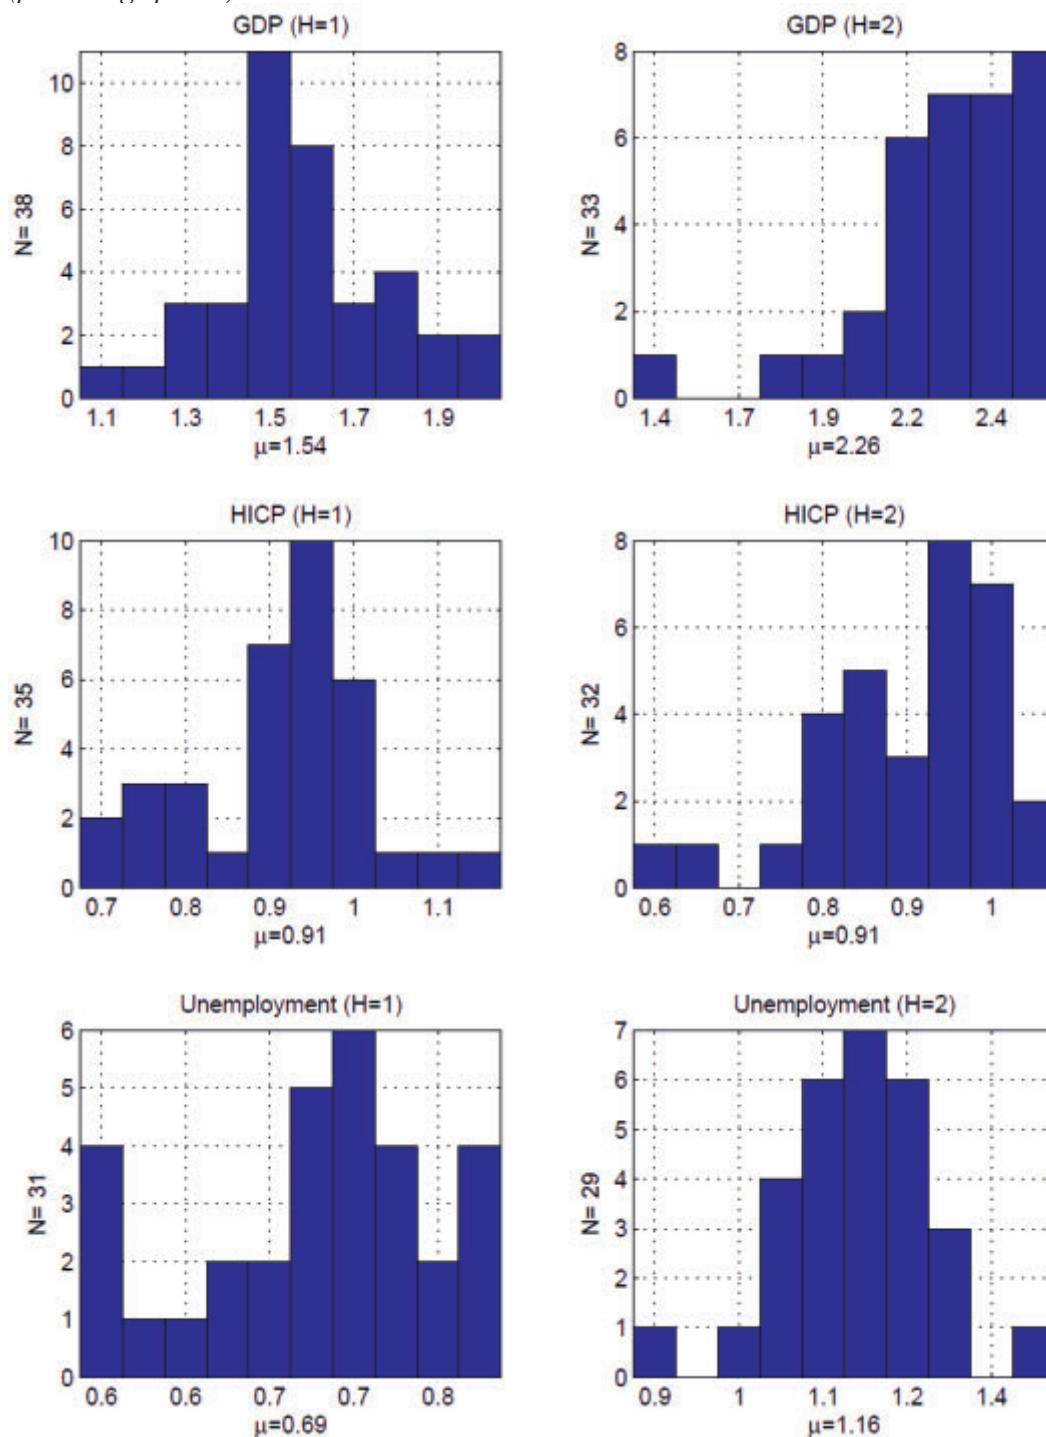 GDP (H=1)
10
8
6
4
2
0
N= 38
1.1 1.3 1.5 1.7 1.9
μ=1.54
GDP (H=2)
8
6
4
2
0
N= 33
1.4 1.7 1.9 2.2 2.4
μ=2.26
HICP (H=1)
10
8
6
4
2
0
N= 35
0.7 0.8 0.9 1 1.1
μ=0.91
HICP (H=2)
8
6
4
2
0
N= 32
0.6 0.7 0.8 0.9 1
μ=0.91
Unemployment (H=1)
6
5
4
3
2
1
0
N= 31
0.6 0.6 0.7 0.7 0.8
μ=0.69
Unemployment (H=2)
7
6
5
4
3
2
1
0
N= 29
0.9 1 1.1 1.2 1.4
μ=1.16